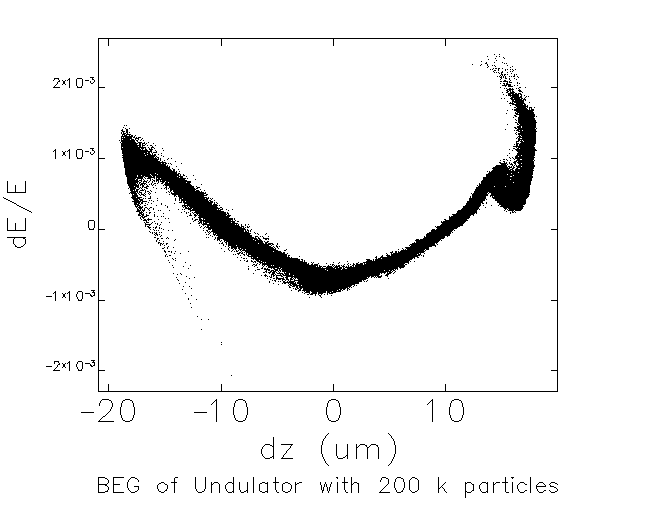 2×10⁻³
1×10⁻³
0
−1×10⁻³
−2×10⁻³
dE/E
−20 −10 0 10
dz (um)
BEG of Undulator with 200 k particles